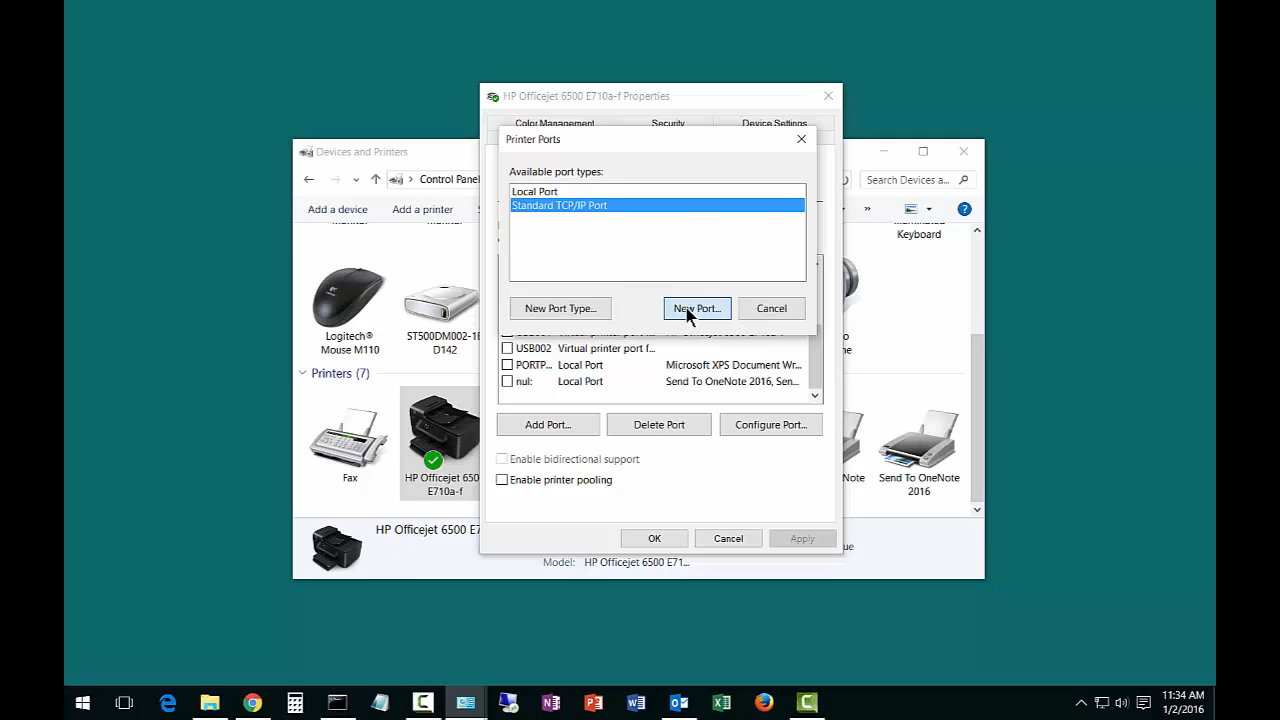 HP Officejet 6500 E710a-f Properties
Color Management
Security
Device Settings
Printer Ports
Available port types:
Local Port
Standard TCP/IP Port
New Port Type...
New Port...
Cancel
Devices and Printers
Control Panel
Search Devices a...
Add a device
Add a printer
»
Keyboard
Logitech®
Mouse M110
ST500DM002-1B
D142
USB002 Virtual printer port f...
PORTP... Local Port Microsoft XPS Document Wr...
nul: Local Port Send To OneNote 2016, Sen...
Printers (7)
Add Port...
Delete Port
Configure Port...
Enable bidirectional support
Enable printer pooling
Fax
HP Officejet 650
E710a-f
Note
Send To OneNote
2016
OK
Cancel
Apply
HP Officejet 6500 E7
ue
Model: HP Officejet 6500 E71...
11:34 AM
1/2/2016